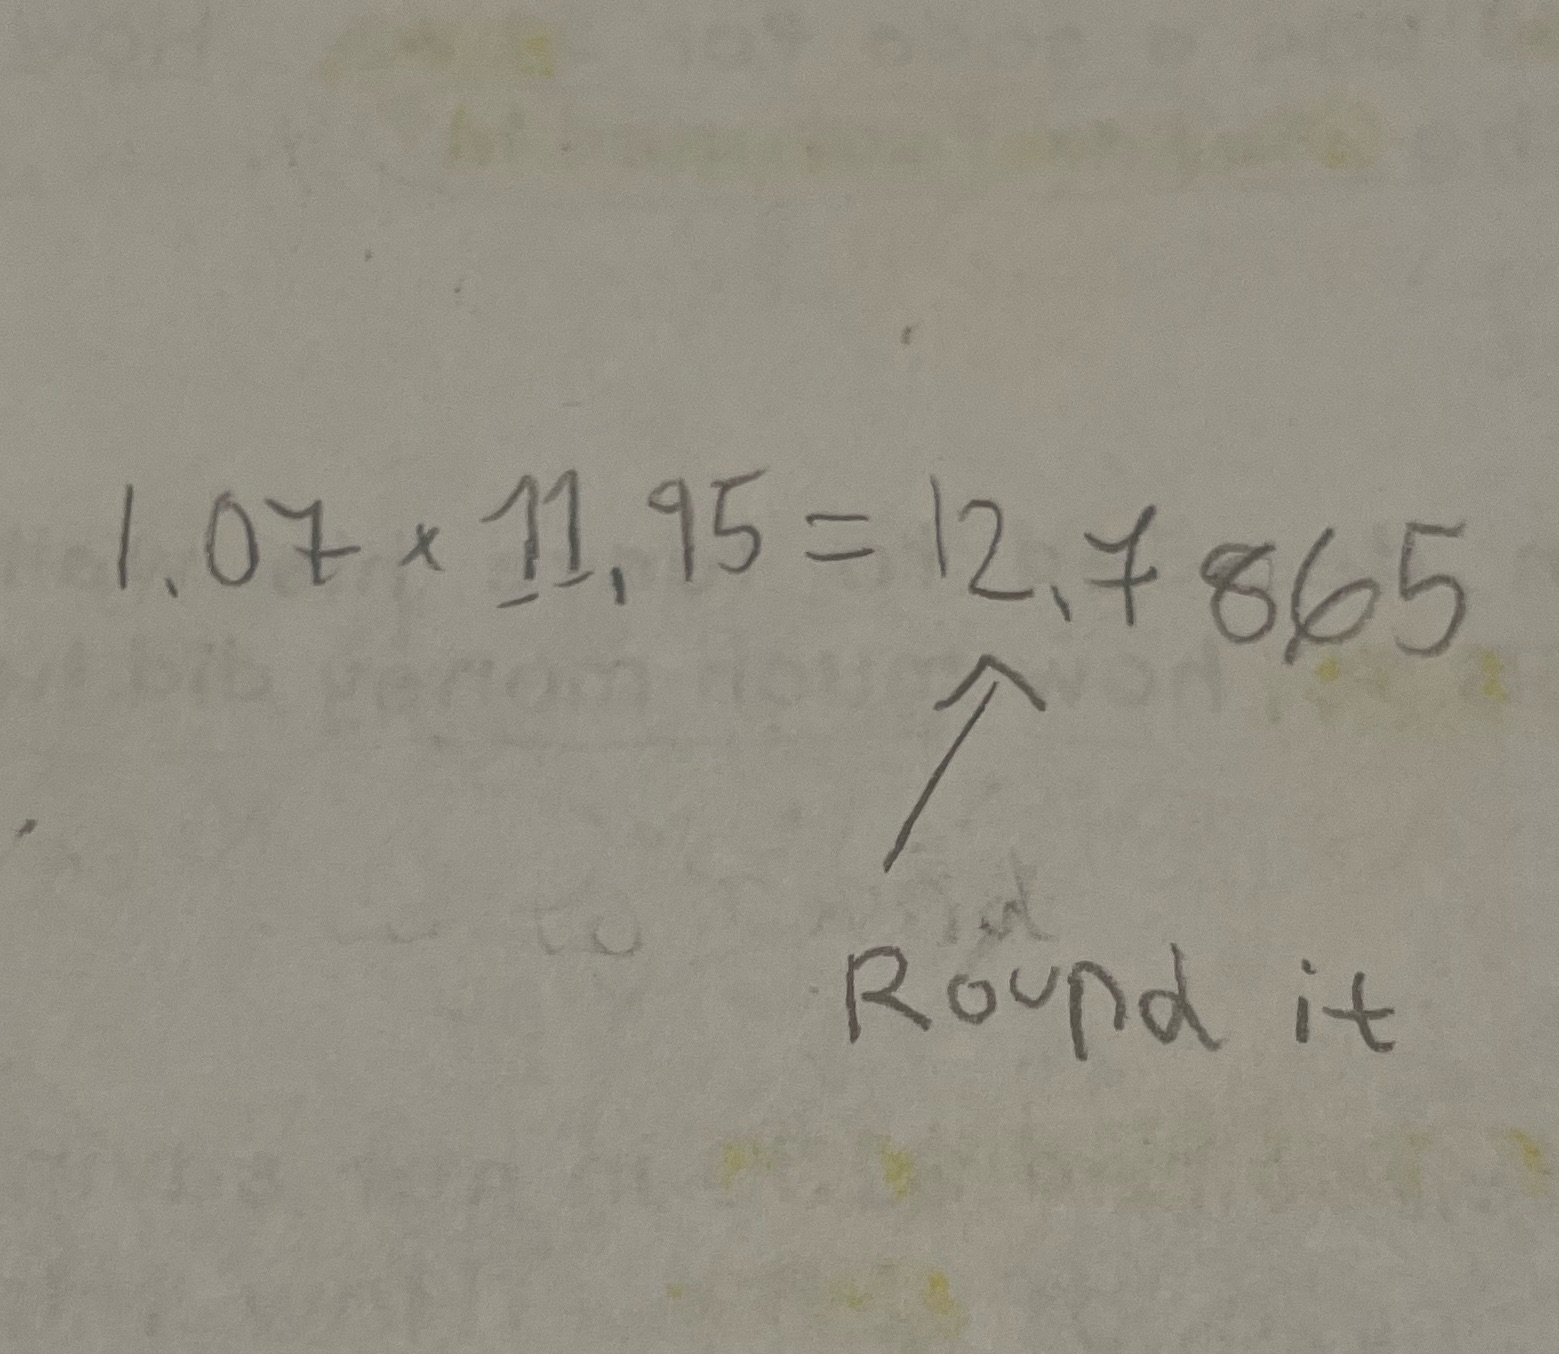 1.07 × 11.95 = 12.7865
Round it